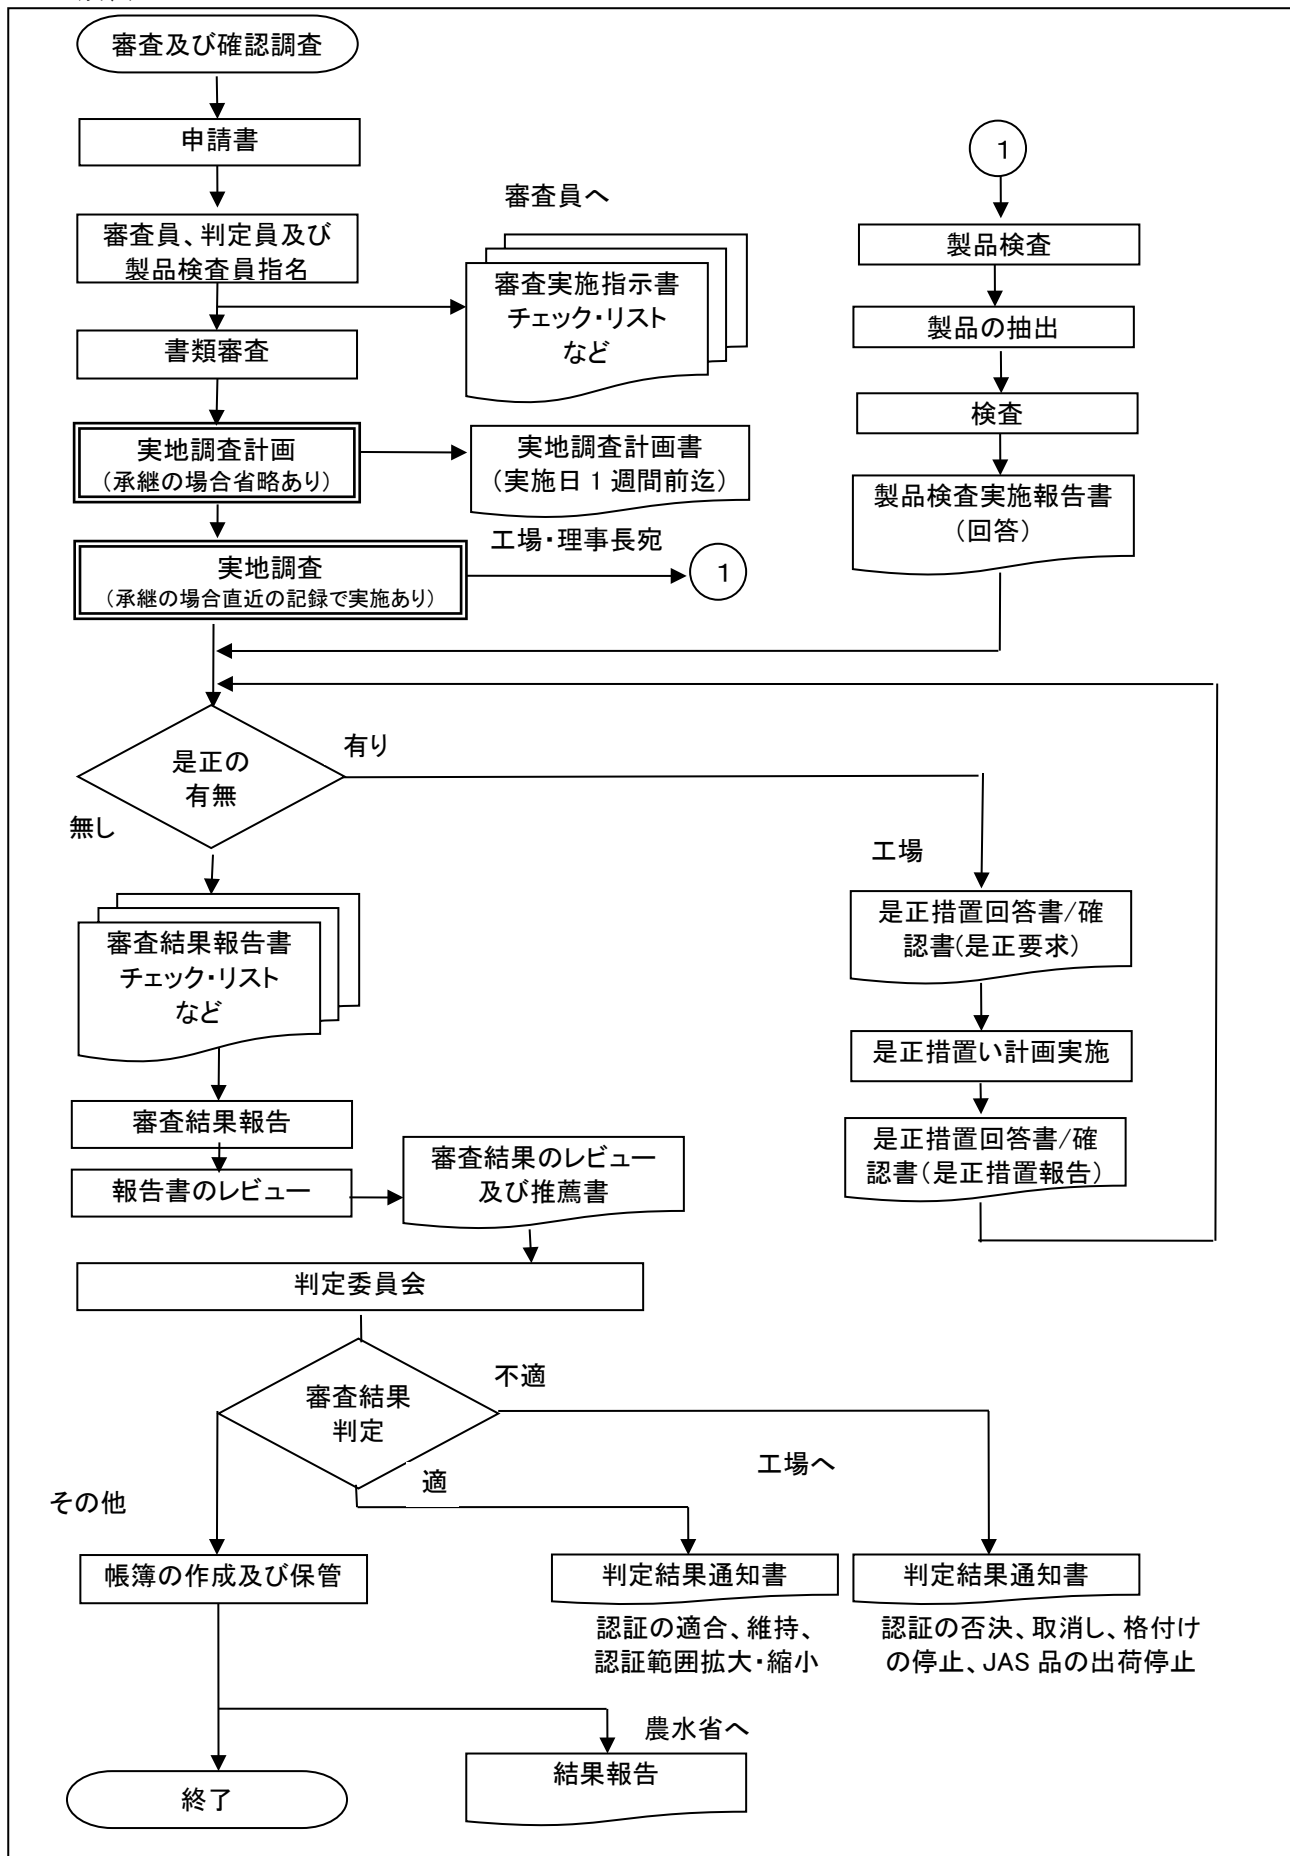 審査及び確認調査
申請書
審査員、判定員及び
製品検査員指名
審査員へ
審査実施指示書
チェック・リスト
など
書類審査
実地調査計画
(承継の場合省略あり)
実地調査計画書
(実施日 1 週間前迄)
工場・理事長宛
実地調査
(承継の場合直近の記録で実施あり)
1
1
製品検査
製品の抽出
検査
製品検査実施報告書
(回答)
是正の
有無
有り
無し
工場
是正措置回答書/確
認書(是正要求)
是正措置い計画実施
是正措置回答書/確
認書(是正措置報告)
審査結果報告書
チェック・リスト
など
審査結果報告
報告書のレビュー
審査結果のレビュー
及び推薦書
判定委員会
審査結果
判定
不適
適
その他
工場へ
帳簿の作成及び保管
判定結果通知書
認証の適合、維持、
認証範囲拡大・縮小
判定結果通知書
認証の否決、取消し、格付け
の停止、JAS 品の出荷停止
農水省へ
結果報告
終了